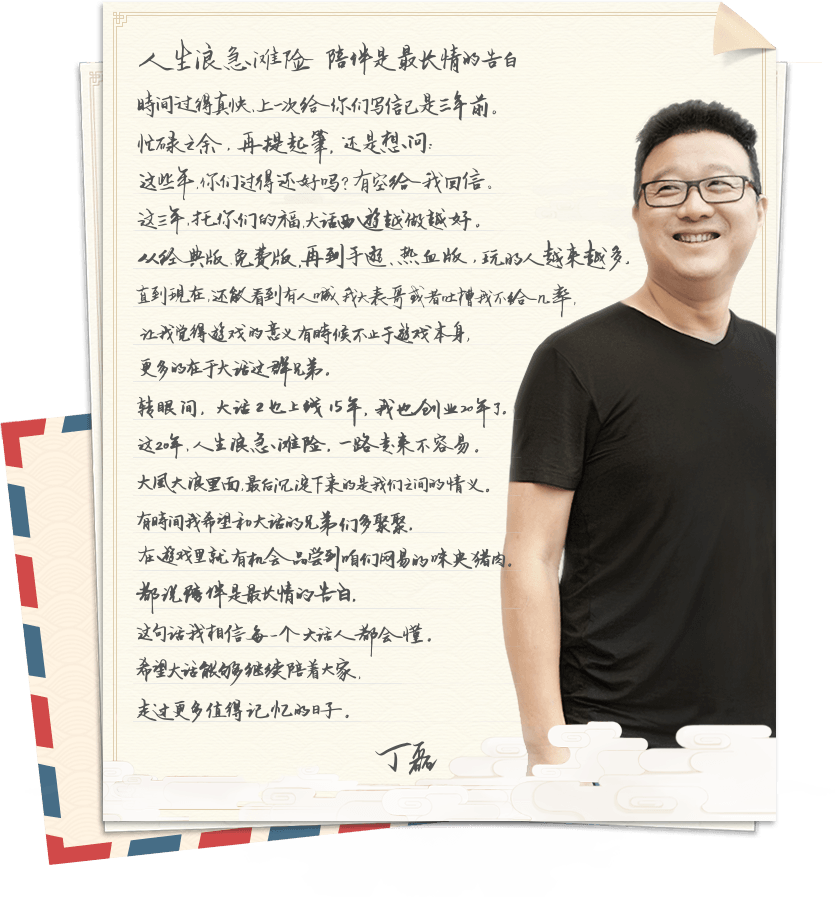 人生浪急滩险 陪伴是最长情的告白
時间过得真快,上一次给你们写信已是三年前。
忙碌之余,再提起筆,还是想问:
这些年,你们过得还好吗?有空给我回信。
这三年,托你们的福,大话西遊越做越好。
从经典版,免费版,再到手遊,热血版,玩的人越来越多。
直到现在,还能看到有人喊我大表哥或者吐槽我不给几率,
让我觉得遊戏的意义有時候不止于遊戏本身,
更多的在于大话这群兄弟。
转眼间,大话2也上线15年,我也创业20年了。
这20年,人生浪急滩险,一路走来不容易。
大風大浪里面,最后沉淀下来的是我们之间的情义。
有時间我希望和大话的兄弟们多聚聚,
在遊戏里就有机会品尝到咱们网易的味央猪肉。
都说陪伴是最长情的告白,
这句话我相信每一个大话人都会懂。
希望大话能够继续陪着大家,
走过更多值得记忆的日子。
丁磊